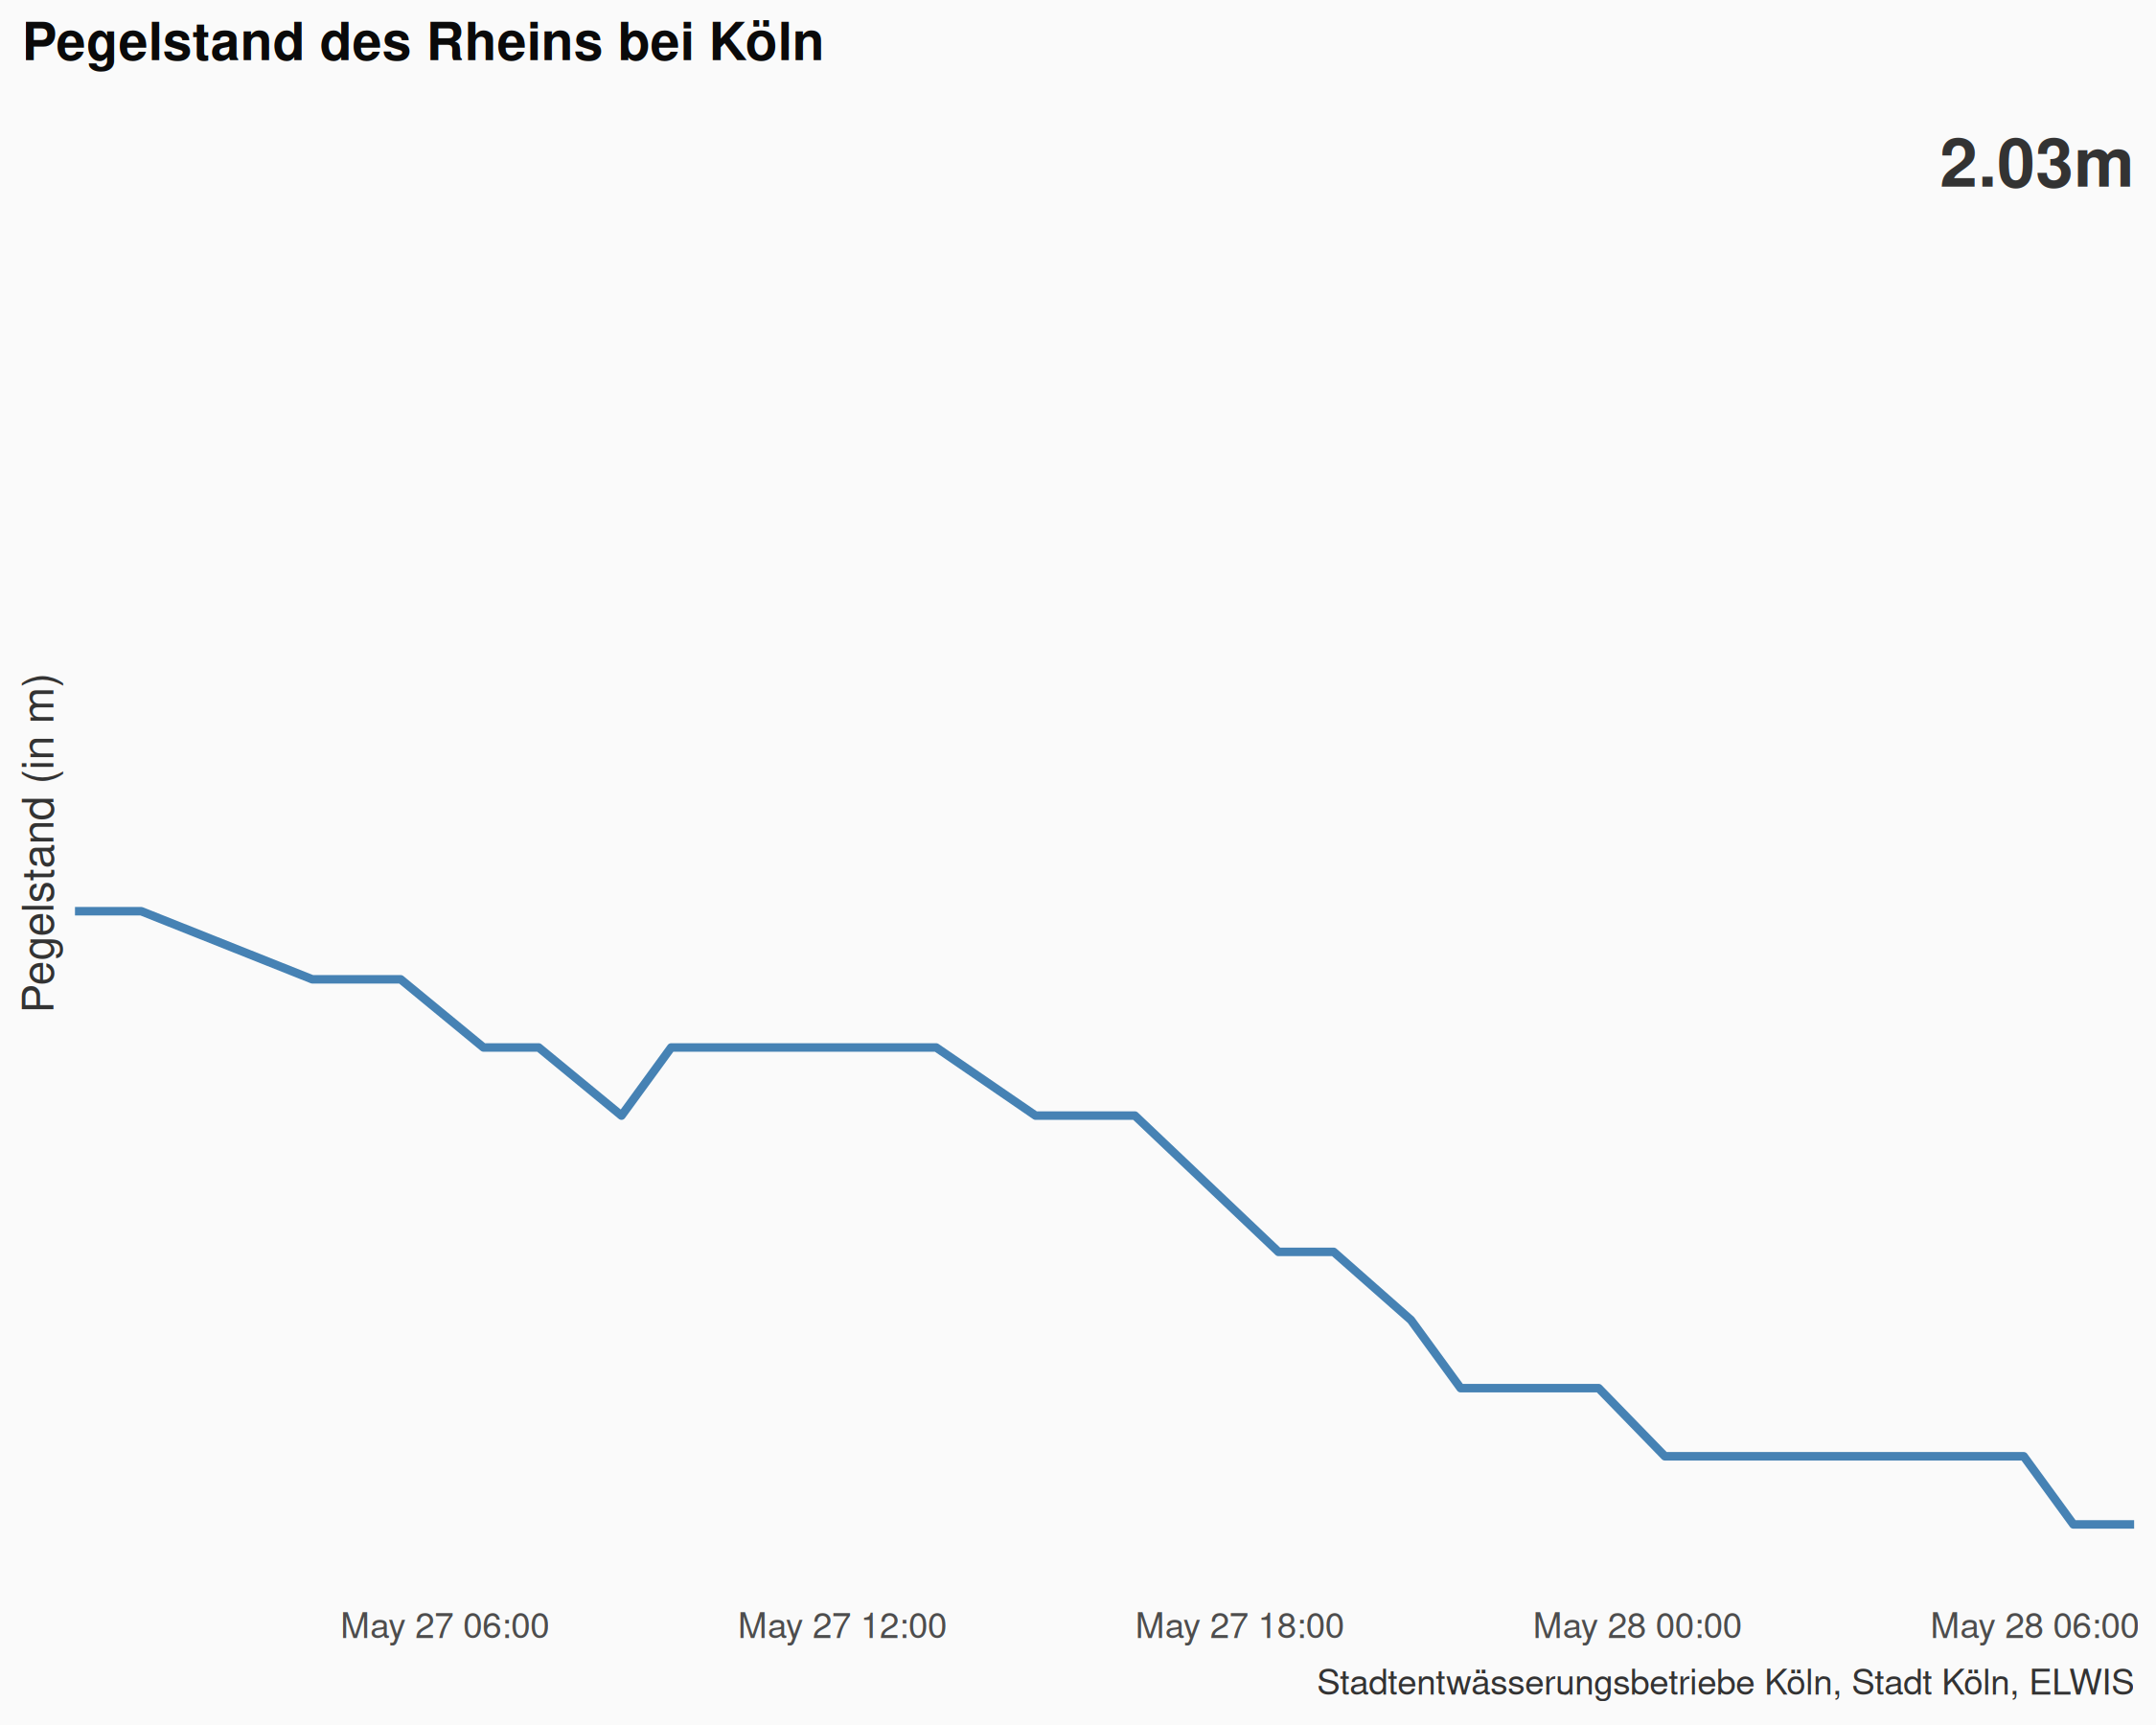 Pegelstand des Rheins bei Köln
2.03m
Pegelstand (in m)
May 27 06:00
May 27 12:00
May 27 18:00
May 28 00:00
May 28 06:00
Stadtentwässerungsbetriebe Köln, Stadt Köln, ELWIS